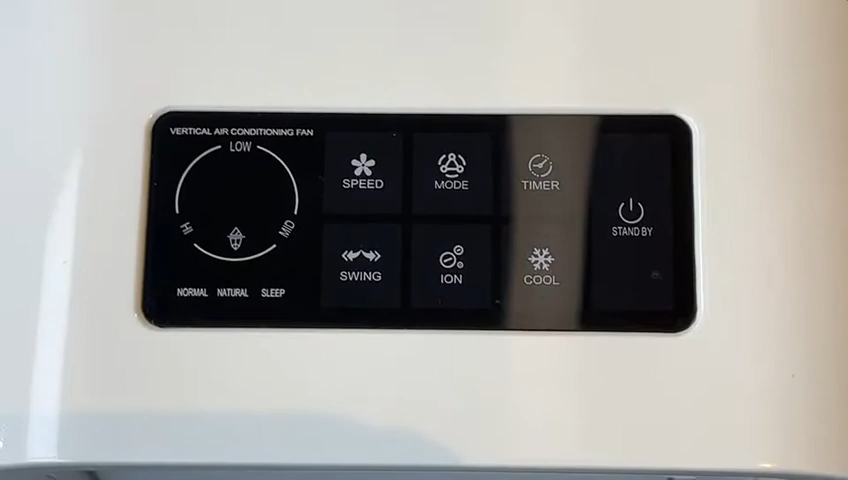 VERTICAL AIR CONDITIONING FAN
LOW
HI
MID
NORMAL NATURAL SLEEP
SPEED
MODE
TIMER
SWING
ION
COOL
STAND BY